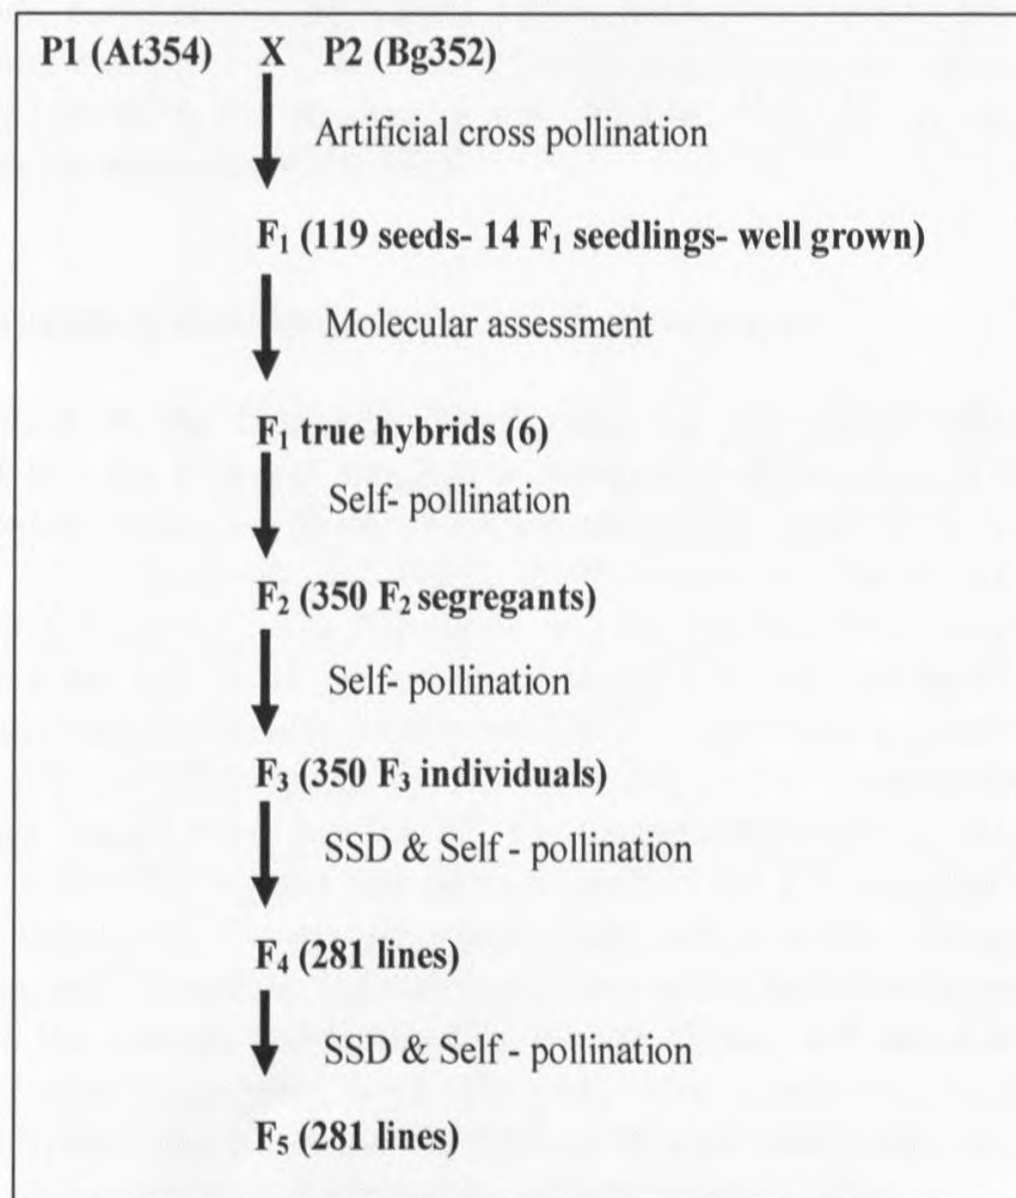 P1 (At354) X P2 (Bg352)
Artificial cross pollination
F₁ (119 seeds- 14 F₁ seedlings- well grown)
Molecular assessment
F₁ true hybrids (6)
Self- pollination
F₂ (350 F₂ segregants)
Self- pollination
F₃ (350 F₃ individuals)
SSD & Self - pollination
F₄ (281 lines)
SSD & Self - pollination
F₅ (281 lines)